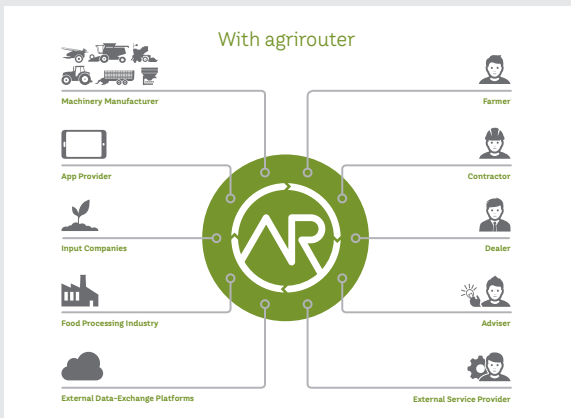 With agrirouter
Machinery Manufacturer
Farmer
App Provider
Contractor
Input Companies
AR
Dealer
Food Processing Industry
Adviser
External Data-Exchange Platforms
External Service Provider